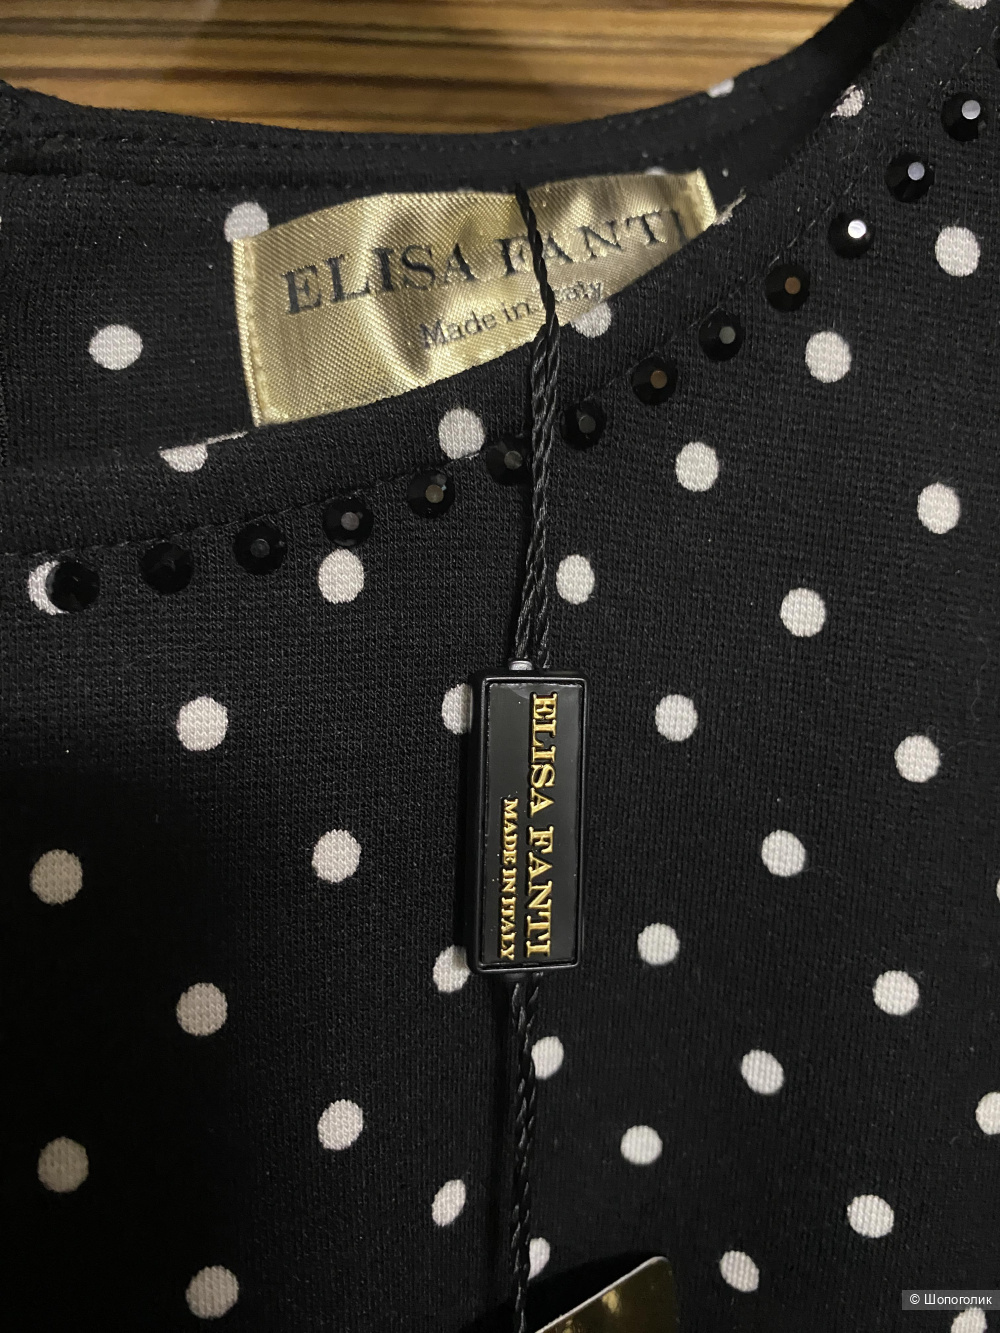 ELISA FANTI
Made in Italy
ELISA FANTI
MADE IN ITALY
© Шопоголик